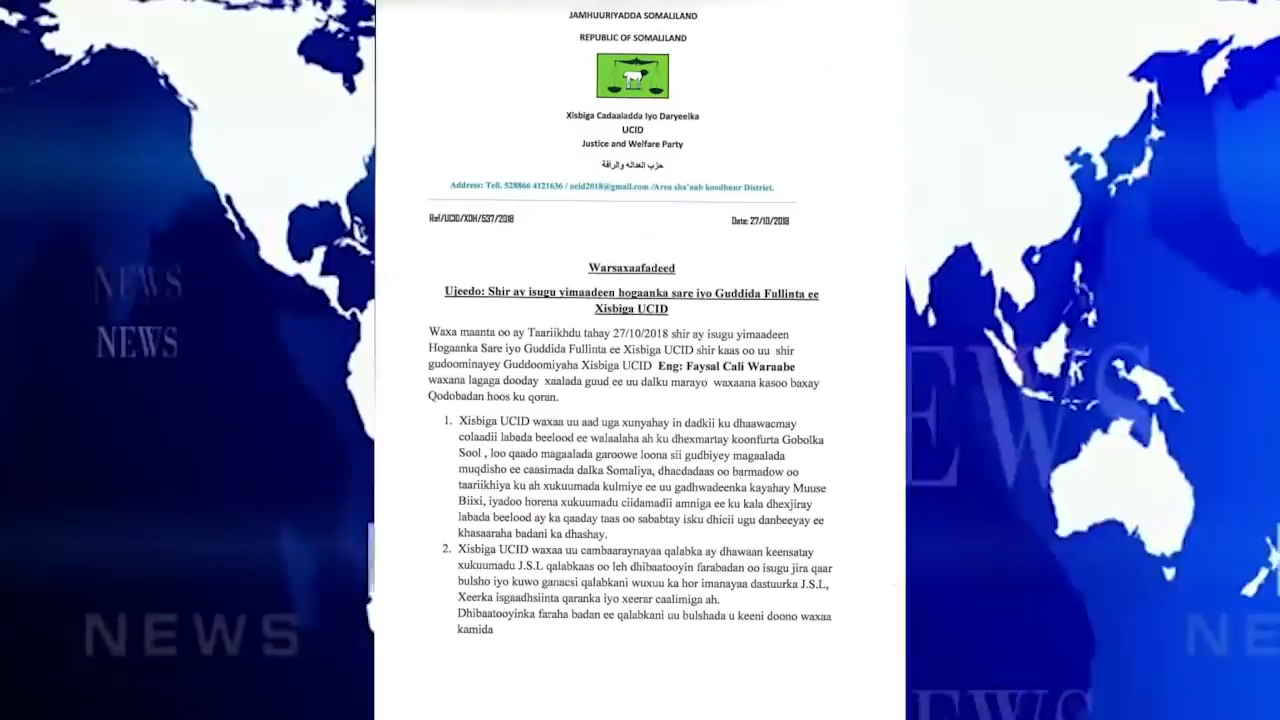 JAMHUURIYADDA SOMALILAND
REPUBLIC OF SOMALILAND
Xisbiga Cadaaladda Iyo Daryeelka
UCID
Justice and Welfare Party
حزب العداله والرافة
Address: Tell. 528866 4121636 / ucid2018@gmail.com /Area sha'aab koodbuur District.
Ref/UCID/XDH/537/2018
Date: 27/10/2018
Warsaxaafadeed
Ujeedo: Shir ay isugu yimaadeen hogaanka sare iyo Guddida Fullinta ee
Xisbiga UCID
Waxa maanta oo ay Taariikhdu tahay 27/10/2018 shir ay isugu yimaadeen
Hogaanka Sare iyo Guddida Fullinta ee Xisbiga UCID shir kaas oo uu shir
gudoominayey Guddoomiyaha Xisbiga UCID Eng: Faysal Cali Waraabe
waxana lagaga dooday xaalada guud ee uu dalku marayo waxaana kasoo baxay
Qodobadan hoos ku qoran.
1. Xisbiga UCID waxaa uu aad uga xunyahay in dadkii ku dhaawacmay
colaadii labada beelood ee walaalaha ah ku dhexmartay koonfurta Gobolka
Sool , loo qaado magaalada garoowe loona sii gudbiyey magaalada
muqdisho ee caasimada dalka Somaliya, dhacdadaas oo barmadow oo
taariikhiya ku ah xukuumada kulmiye ee uu gadhwadeenka kayahay Muuse
Biixi, iyadoo horena xukuumadu ciidamadii amniga ee ku kala dhexjiray
labada beelood ay ka qaaday taas oo sababtay isku dhicii ugu danbeeyay ee
khasaaraha badani ka dhashay.
2. Xisbiga UCID waxaa uu cambaaraynayaa qalabka ay dhawaan keensatay
xukuumadu J.S.L qalabkaas oo leh dhibaatooyin farabadan oo isugu jira qaar
bulsho iyo kuwo ganacsi qalabkani wuxuu ka hor imanayaa dastuurka J.S.L,
Xeerka isgaadhsiinta qaranka iyo xeerar caalimiga ah.
Dhibaatooyinka faraha badan ee qalabkani uu bulshada u keeni doono waxaa
kamida
NEWS
NEWS
NEWS
EWS
N
EWS